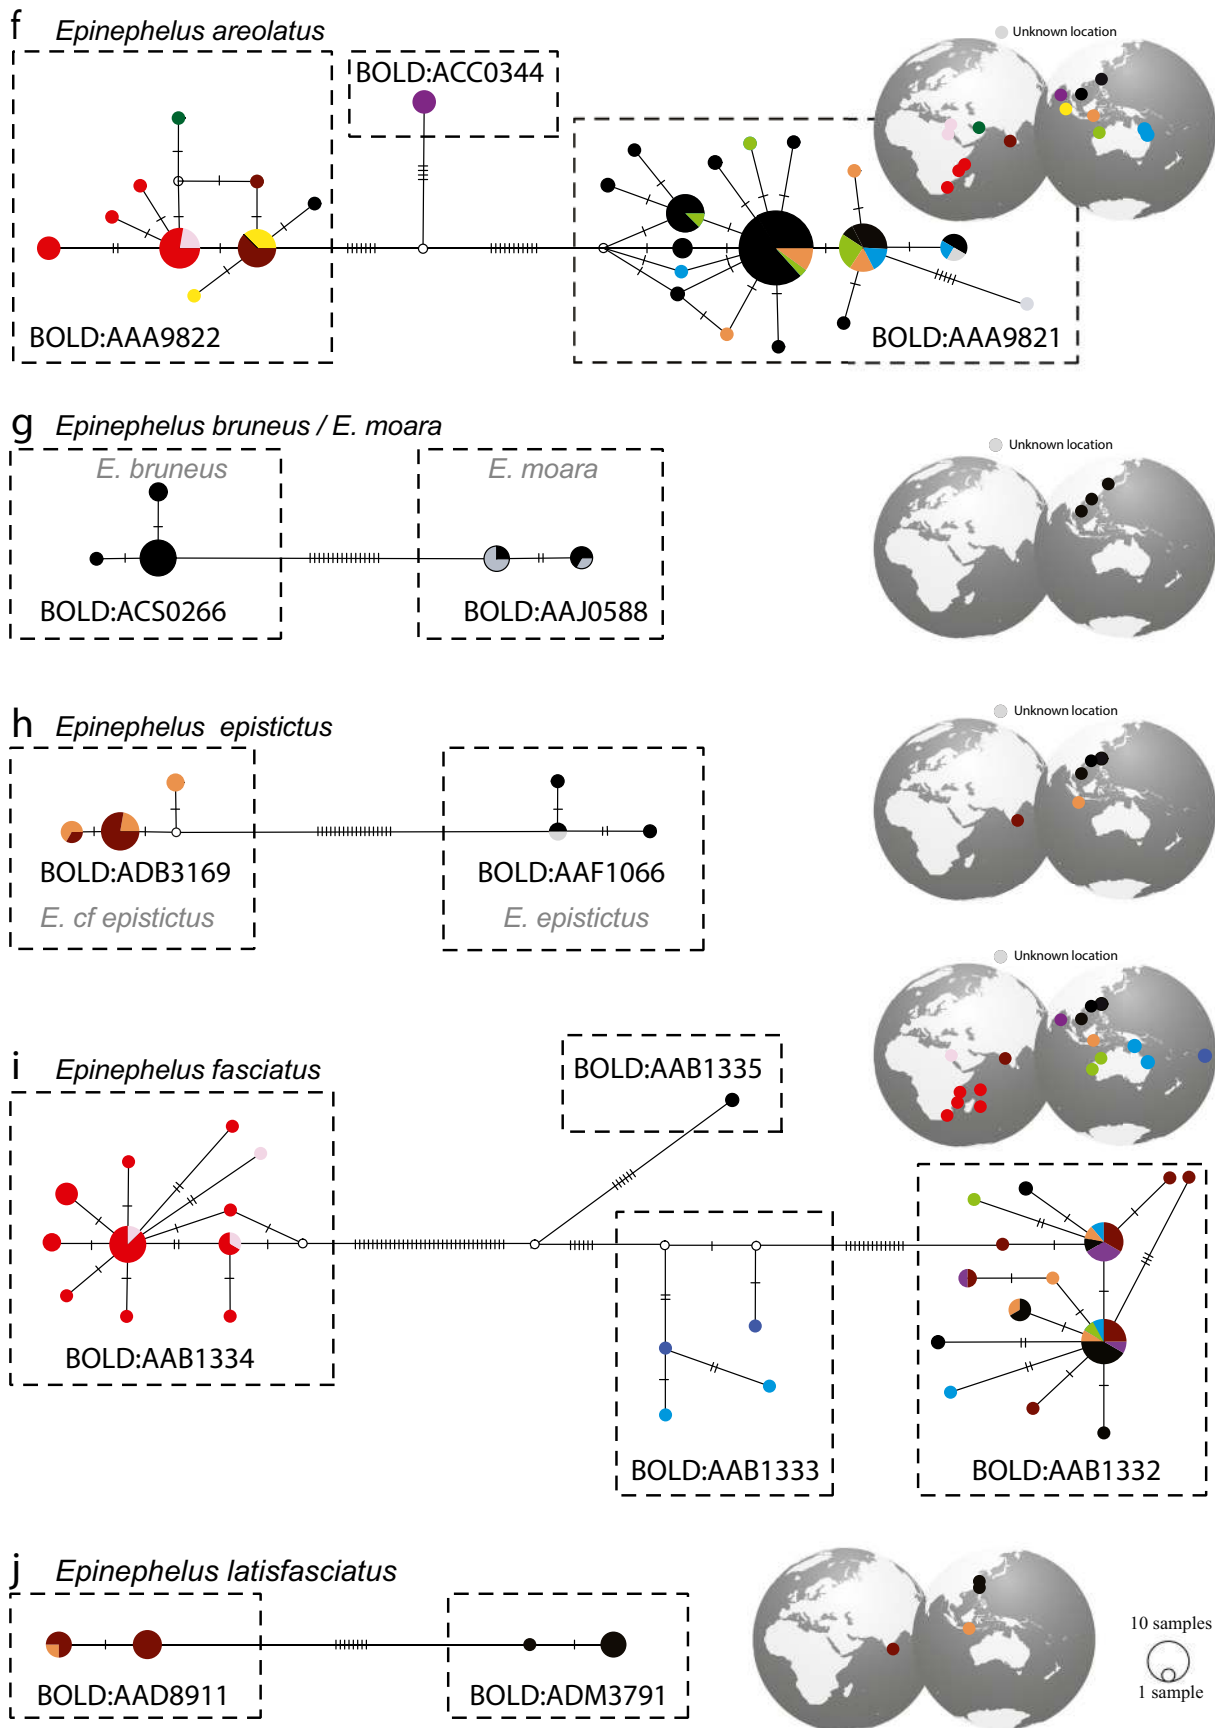 f Epinephelus areolatus
Unknown location
BOLD:ACC0344
BOLD:AAA9822
BOLD:AAA9821
g Epinephelus bruneus / E. moara
Unknown location
E. bruneus
E. moara
BOLD:ACS0266
BOLD:AAJ0588
h Epinephelus epistictus
Unknown location
BOLD:ADB3169
BOLD:AAF1066
E. cf epistictus
E. epistictus
Unknown location
i Epinephelus fasciatus
BOLD:AAB1335
BOLD:AAB1334
BOLD:AAB1333
BOLD:AAB1332
j Epinephelus latisfasciatus
BOLD:AAD8911
BOLD:ADM3791
10 samples
1 sample